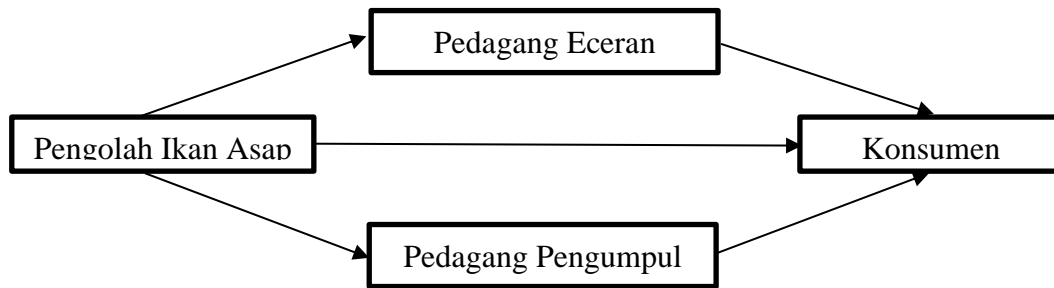 Pedagang Eceran
Pengolah Ikan Asap
Konsumen
Pedagang Pengumpul